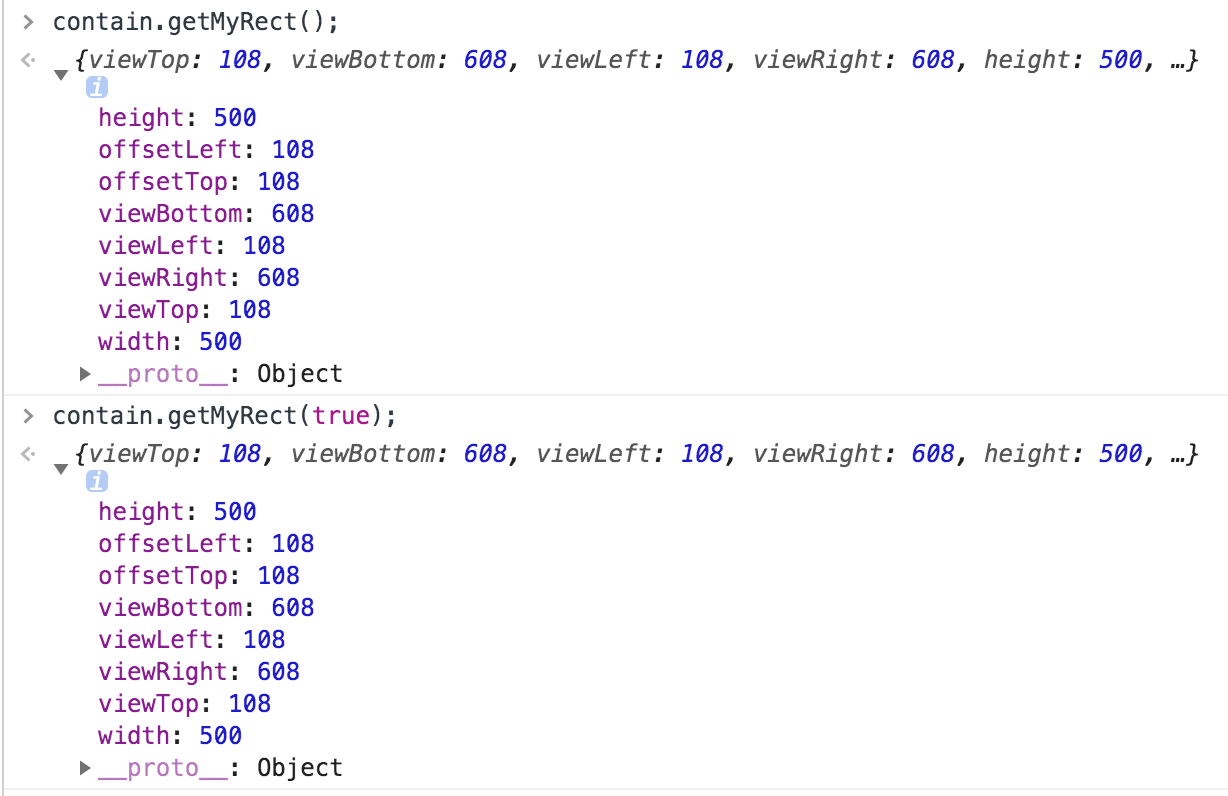 > contain.getMyRect();
<· {viewTop: 108, viewBottom: 608, viewLeft: 108, viewRight: 608, height: 500, …}
▼ i
height: 500
offsetLeft: 108
offsetTop: 108
viewBottom: 608
viewLeft: 108
viewRight: 608
viewTop: 108
width: 500
▶ __proto__: Object
> contain.getMyRect(true);
<· {viewTop: 108, viewBottom: 608, viewLeft: 108, viewRight: 608, height: 500, …}
▼ i
height: 500
offsetLeft: 108
offsetTop: 108
viewBottom: 608
viewLeft: 108
viewRight: 608
viewTop: 108
width: 500
▶ __proto__: Object